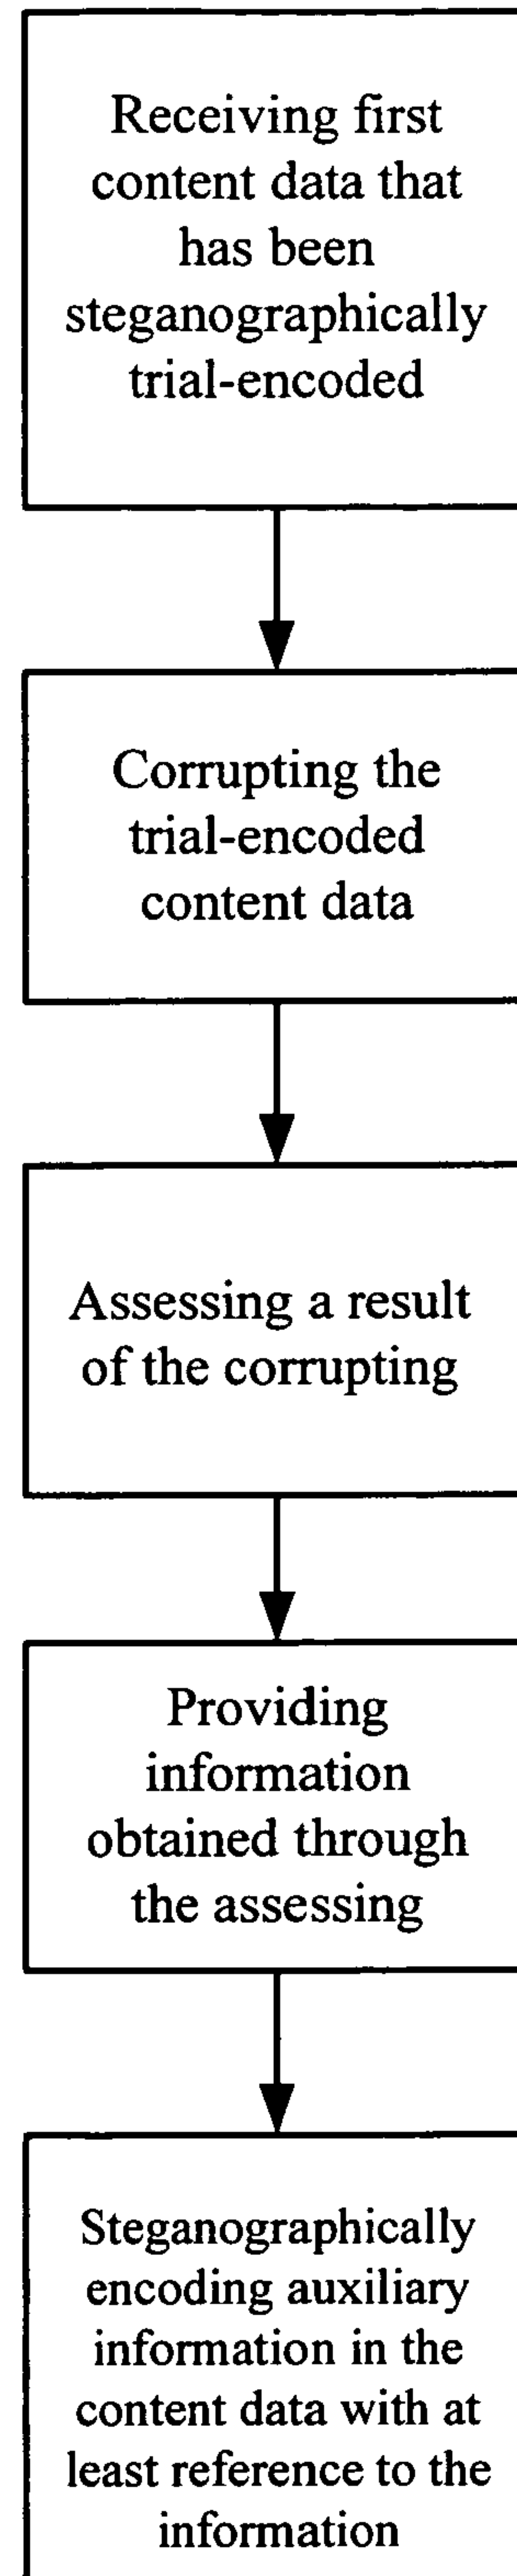 Receiving first
content data that
has been
steganographically
trial-encoded
Corrupting the
trial-encoded
content data
Assessing a result
of the corrupting
Providing
information
obtained through
the assessing
Steganographically
encoding auxiliary
information in the
content data with at
least reference to the
information